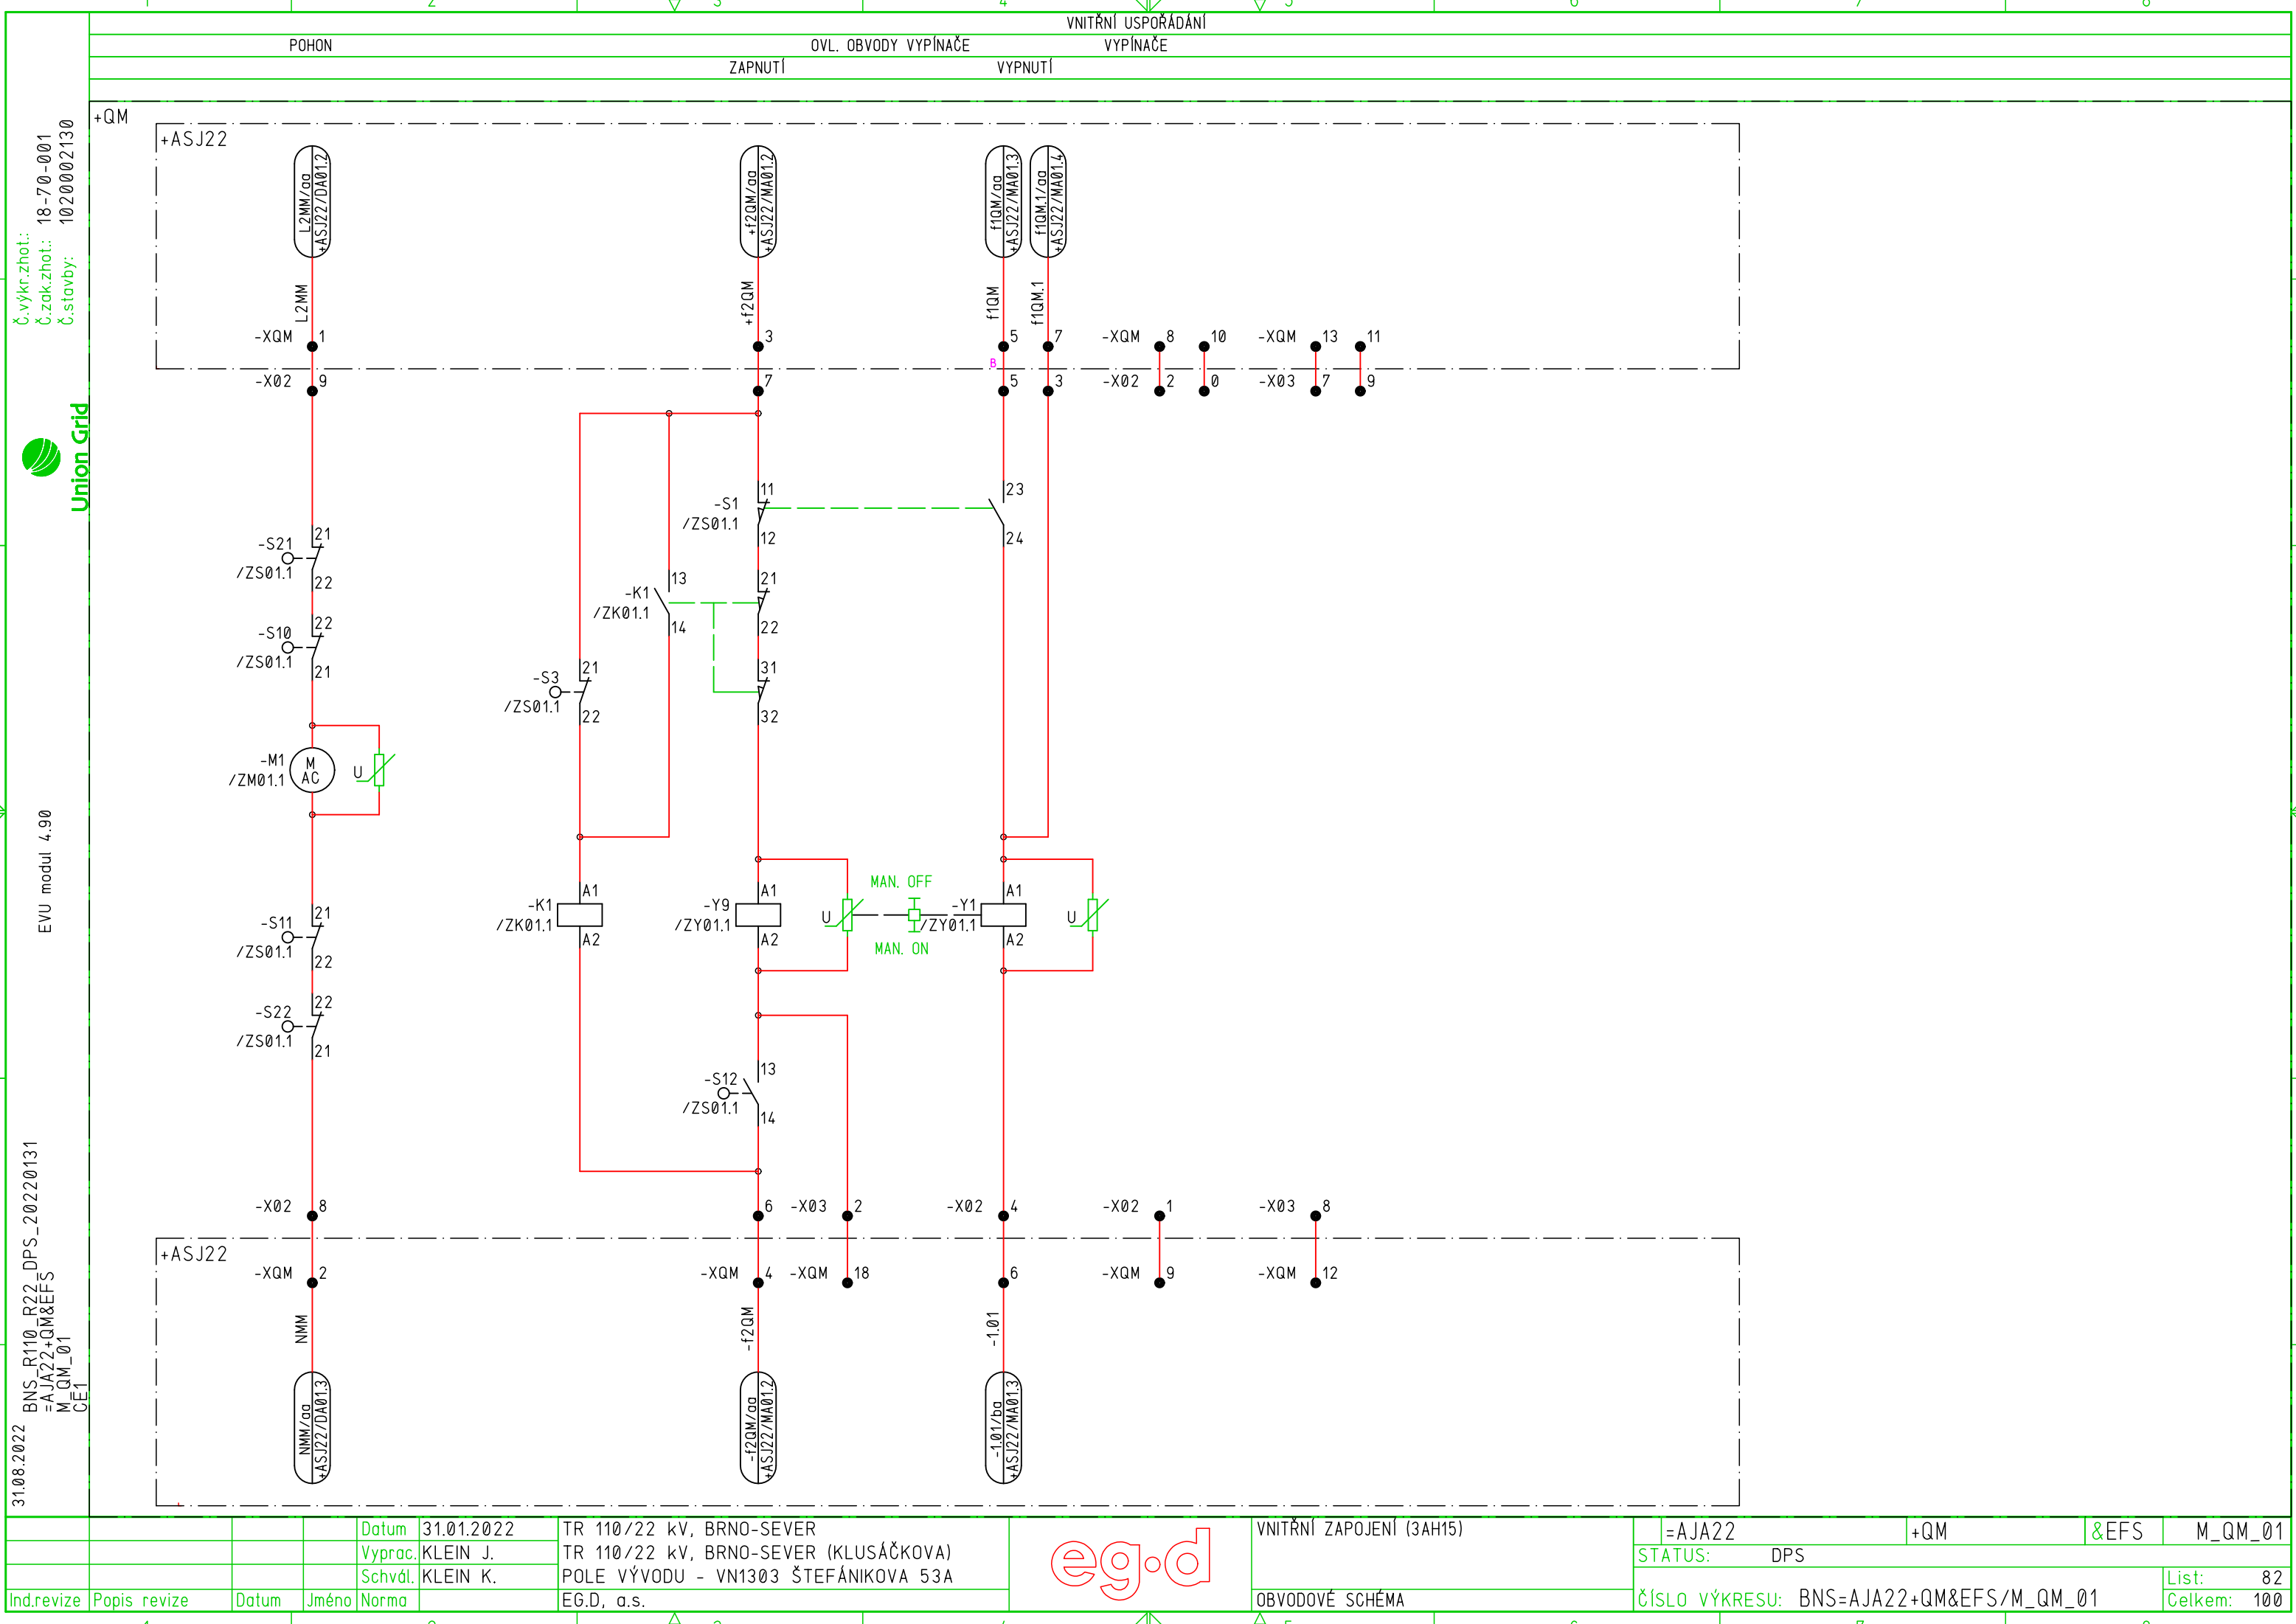 1 2 3 4 5 6 7 8
VNITŘNÍ USPOŘÁDÁNÍ
POHON OVL. OBVODY VYPÍNAČE VYPÍNAČE
ZAPNUTÍ VYPNUTÍ
Č.výkr.zhot.:
Č.zak.zhot.: 18-70-001
Č.stavby: 1020002130
Union Grid
EVU modul 4.90
BNS_R110_R22_DPS_20220131
=AJA22+QM&EFS
M_QM_01
CE1
31.08.2022
+QM
+ASJ22
L2MM/aa
+ASJ22/DA01.2
+f2QM/aa
+ASJ22/MA01.2
f1QM/aa
+ASJ22/MA01.3
f1QM.1/aa
+ASJ22/MA01.4
L2MM
+f2QM
f1QM
f1QM.1
-XQM 1 3 5 7 -XQM 8 10 -XQM 13 11
B
-X02 9 7 5 3 -X02 2 0 -X03 7 9
11 23
-S1
/ZS01.1
12 24
21
-S21
/ZS01.1
22
13 21
-K1
/ZK01.1
14 22
22
-S10
/ZS01.1
21
21 31
-S3
/ZS01.1
22 32
-M1
/ZM01.1
M
AC
U
A1 A1 A1
MAN. OFF
-K1
/ZK01.1
-Y9
/ZY01.1
U
-Y1
/ZY01.1
U
MAN. ON
A2 A2 A2
21
-S11
/ZS01.1
22
22
-S22
/ZS01.1
21
13
-S12
/ZS01.1
14
-X02 8 6 -X03 2 -X02 4 -X02 1 -X03 8
+ASJ22
-XQM 2 -XQM 4 -XQM 18 6 -XQM 9 -XQM 12
NMM
-f2QM
-1.01
NMM/aa
+ASJ22/DA01.3
-f2QM/aa
+ASJ22/MA01.2
-1.01/ba
+ASJ22/MA01.3
Datum 31.01.2022
Vyprac. KLEIN J.
Schvál. KLEIN K.
Ind.revize Popis revize Datum Jméno Norma
TR 110/22 kV, BRNO-SEVER
TR 110/22 kV, BRNO-SEVER (KLUSÁČKOVA)
POLE VÝVODU - VN1303 ŠTEFÁNIKOVA 53A
EG.D, a.s.
eg·d
VNITŘNÍ ZAPOJENÍ (3AH15)
OBVODOVÉ SCHÉMA
=AJA22 +QM &EFS M_QM_01
STATUS: DPS
ČÍSLO VÝKRESU: BNS=AJA22+QM&EFS/M_QM_01
List: 82
Celkem: 100